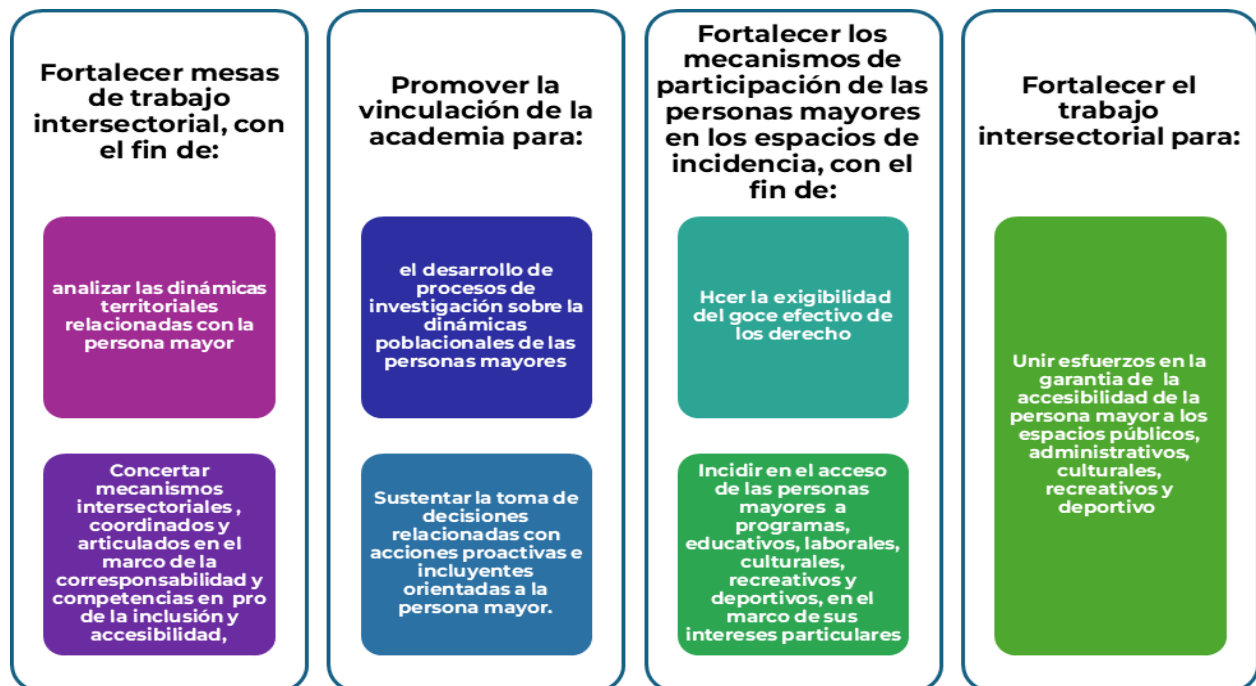 Fortalecer mesas
de trabajo
intersectorial, con
el fin de:
analizar las dinámicas
territoriales
relacionadas con la
persona mayor
Concertar
mecanismos
intersectoriales ,
coordinados y
articulados en el
marco de la
corresponsabilidad y
competencias en  pro
de la inclusión y
accesibilidad,
Promover la
vinculación de la
academia para:
el desarrollo de
procesos de
investigación sobre la
dinámicas
poblacionales de las
personas mayores
Sustentar la toma de
decisiones
relacionadas con
acciones proactivas e
incluyentes
orientadas a la
persona mayor.
Fortalecer los
mecanismos de
participación de las
personas mayores
en los espacios de
incidencia, con el
fin de:
Hcer la exigibilidad
del goce efectivo de
los derecho
Incidir en el acceso
de las personas
mayores  a
programas,
educativos, laborales,
culturales,
recreativos y
deportivos, en el
marco de sus
intereses particulares
Fortalecer el
trabajo
intersectorial para:
Unir esfuerzos en la
garantia de  la
accesibilidad de la
persona mayor a los
espacios públicos,
administrativos,
culturales,
recreativos y
deportivo